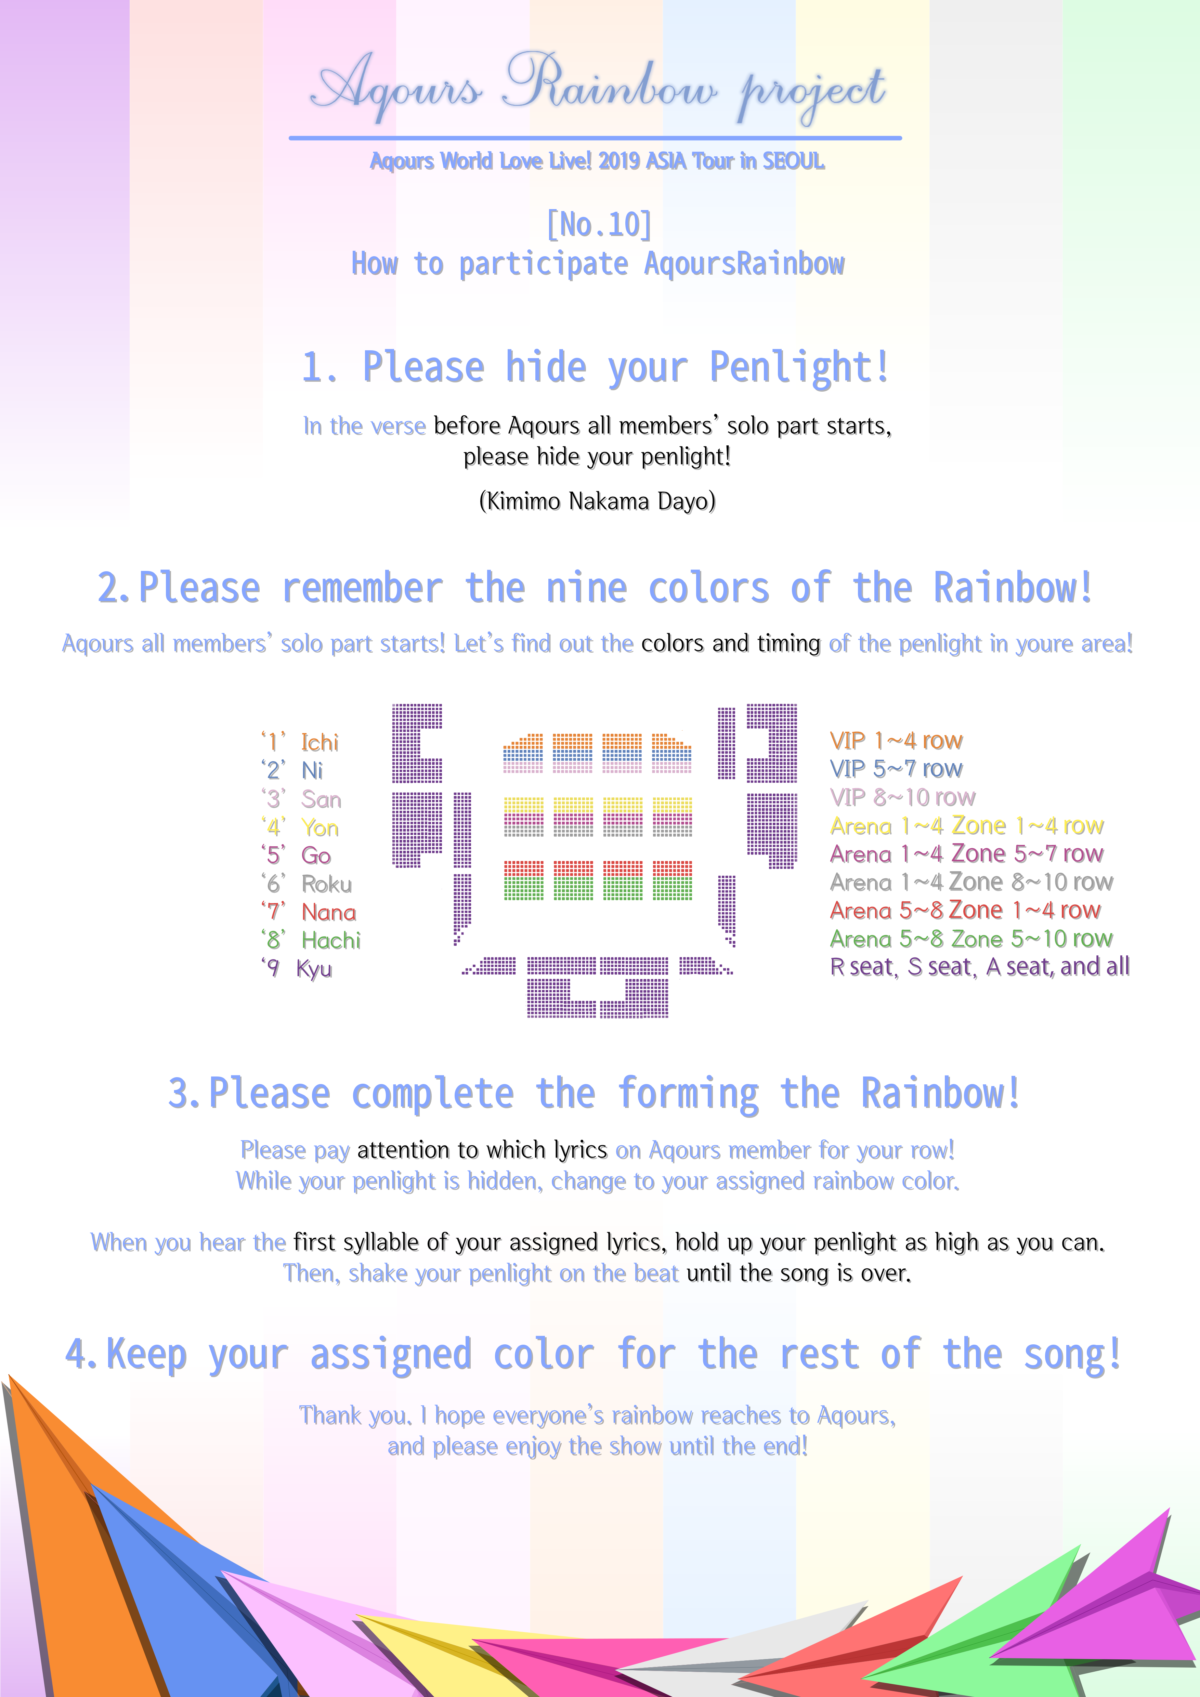 Aqours Rainbow project
Aqours World Love Live! 2019 ASIA Tour in SEOUL
[No.10]
How to participate AqoursRainbow
1. Please hide your Penlight!
In the verse before Aqours all members' solo part starts,
please hide your penlight!
(Kimimo Nakama Dayo)
2.Please remember the nine colors of the Rainbow!
Aqours all members' solo part starts! Let's find out the colors and timing of the penlight in youre area!
'1' Ichi
'2' Ni
'3' San
'4' Yon
'5' Go
'6' Roku
'7' Nana
'8' Hachi
'9 Kyu
VIP 1~4 row
VIP 5~7 row
VIP 8~10 row
Arena 1~4 Zone 1~4 row
Arena 1~4 Zone 5~7 row
Arena 1~4 Zone 8~10 row
Arena 5~8 Zone 1~4 row
Arena 5~8 Zone 5~10 row
R seat, S seat, A seat, and all
3.Please complete the forming the Rainbow!
Please pay attention to which lyrics on Aqours member for your row!
While your penlight is hidden, change to your assigned rainbow color.
When you hear the first syllable of your assigned lyrics, hold up your penlight as high as you can.
Then, shake your penlight on the beat until the song is over.
4.Keep your assigned color for the rest of the song!
Thank you. I hope everyone's rainbow reaches to Aqours,
and please enjoy the show until the end!